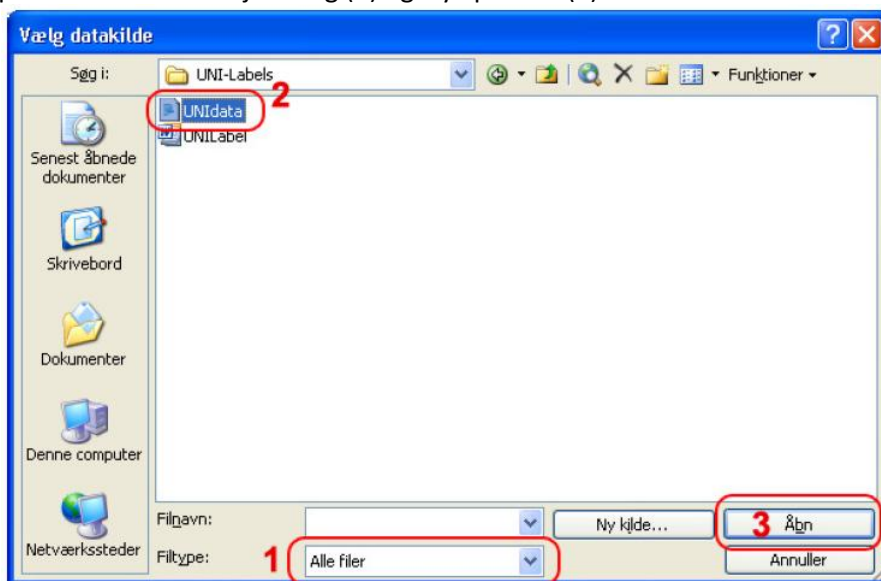 Vælg datakilde
Søg i: UNI-Labels Funktioner
UNIdata 2
UNILabel
Senest åbnede
dokumenter
Skrivebord
Dokumenter
Denne computer
Netværkssteder
Filnavn: Ny kilde... 3 Åbn
Filtype: 1 Alle filer Annuller